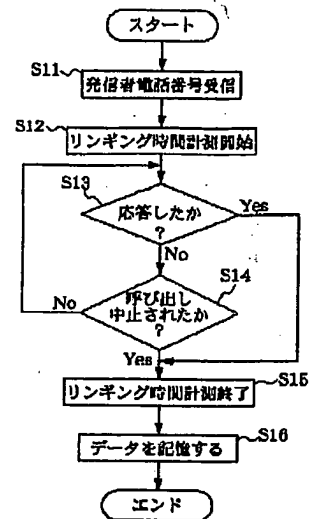 スタート
S11
発信者電話番号受信
S12
リンギング時間計測開始
S13
応答したか
?
Yes
No
S14
呼び出し
中止されたか
?
No
Yes
S15
リンギング時間計測終了
S16
データを記憶する
エンド